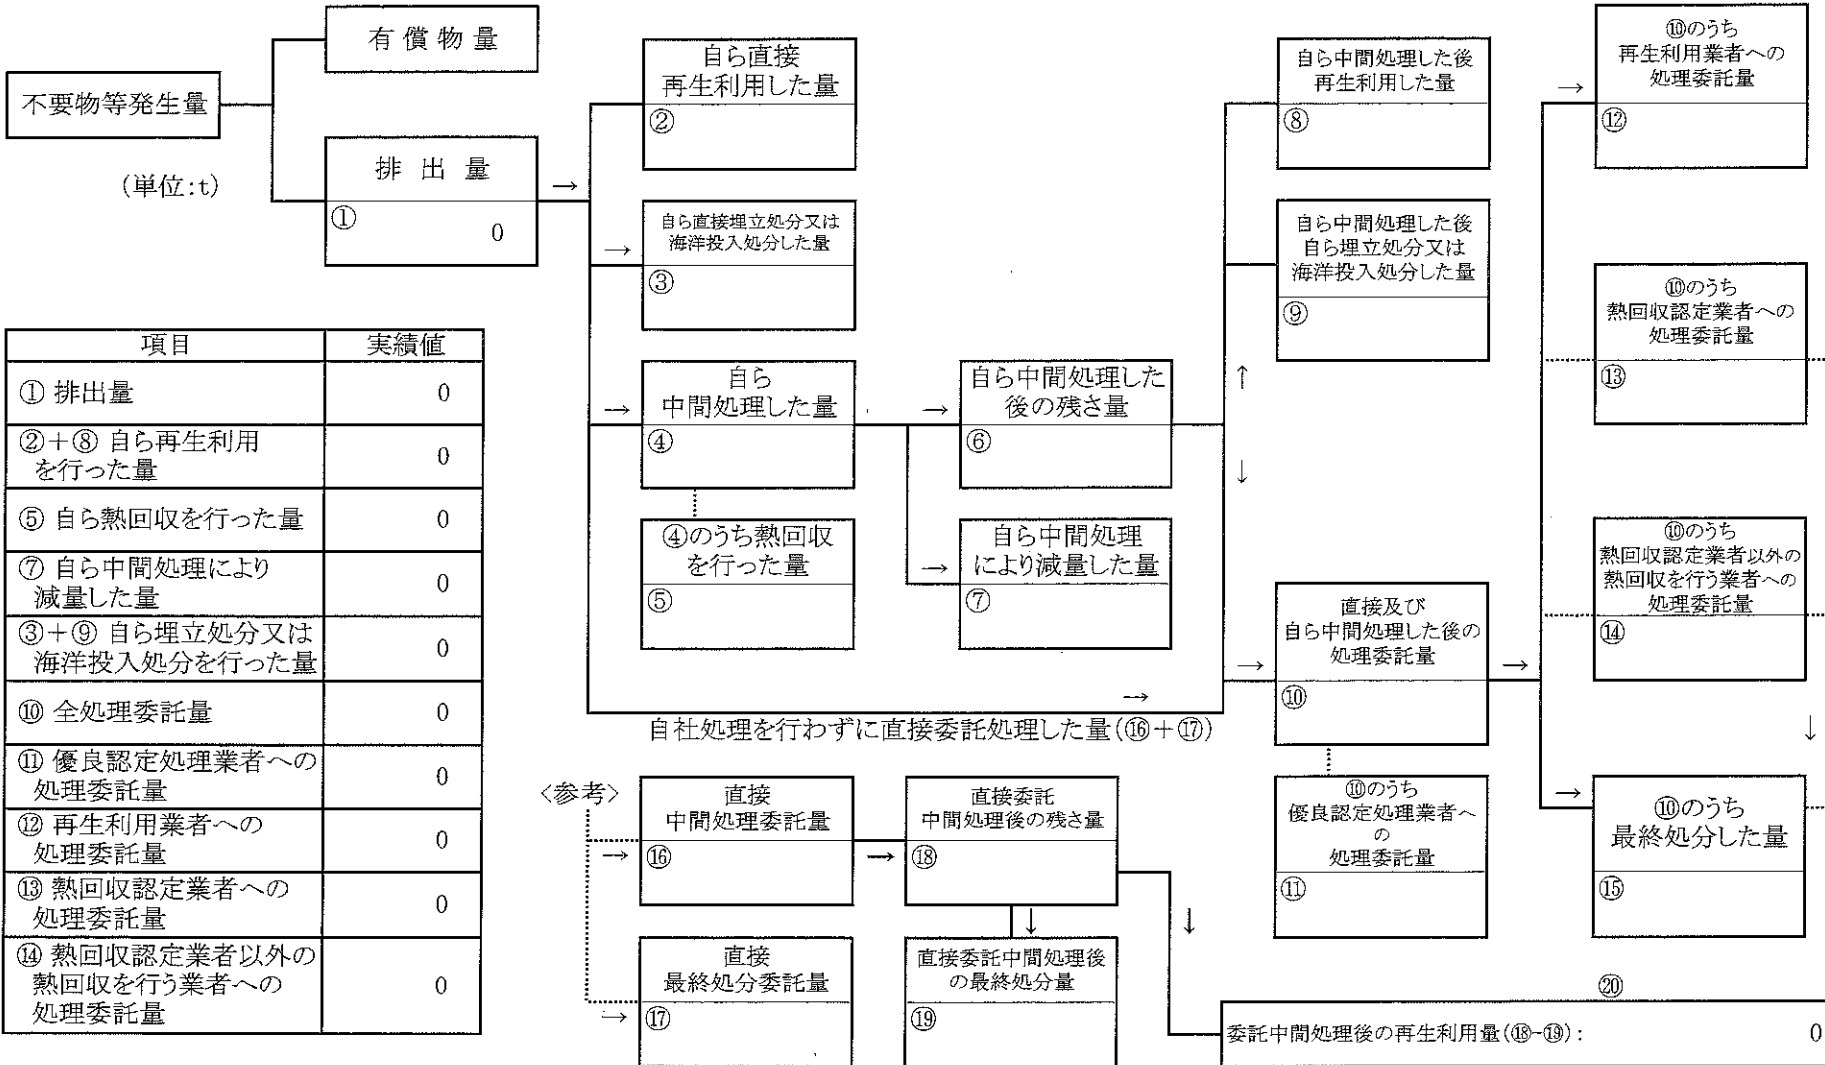 不要物等発生量
(単位:t)
有償物量
排出量
→
①
0
自ら直接
再生利用した量
②
→
自ら直接埋立処分又は
海洋投入処分した量
③
→
自ら
中間処理した量
④
④のうち熱回収
を行った量
⑤
→
自ら中間処理した
後の残さ量
⑥
→
自ら中間処理
により減量した量
⑦
自ら中間処理した後
再生利用した量
⑧
自ら中間処理した後
自ら埋立処分又は
海洋投入処分した量
⑨
↑
↓
→
自社処理を行わずに直接委託処理した量(⑯+⑰)
→
直接及び
自ら中間処理した後の
処理委託量
⑩
⑩のうち
優良認定処理業者へ
の
処理委託量
⑪
→
→
⑩のうち
再生利用業者への
処理委託量
⑫
⑩のうち
熱回収認定業者への
処理委託量
⑬
⑩のうち
熱回収認定業者以外の
熱回収を行う業者への
処理委託量
⑭
↓
→
⑩のうち
最終処分した量
⑮
項目 実績値
① 排出量 0
②+⑧ 自ら再生利用
を行った量 0
⑤ 自ら熱回収を行った量 0
⑦ 自ら中間処理により
減量した量 0
③+⑨ 自ら埋立処分又は
海洋投入処分を行った量 0
⑩ 全処理委託量 0
⑪ 優良認定処理業者への
処理委託量 0
⑫ 再生利用業者への
処理委託量 0
⑬ 熱回収認定業者への
処理委託量 0
⑭ 熱回収認定業者以外の
熱回収を行う業者への
処理委託量 0
〈参考〉
→
直接
中間処理委託量
⑯
→
直接委託
中間処理後の残さ量
⑱
→
直接
最終処分委託量
⑰
↓
直接委託中間処理後
の最終処分量
⑲
↓
⑳
委託中間処理後の再生利用量(⑱-⑲): 0